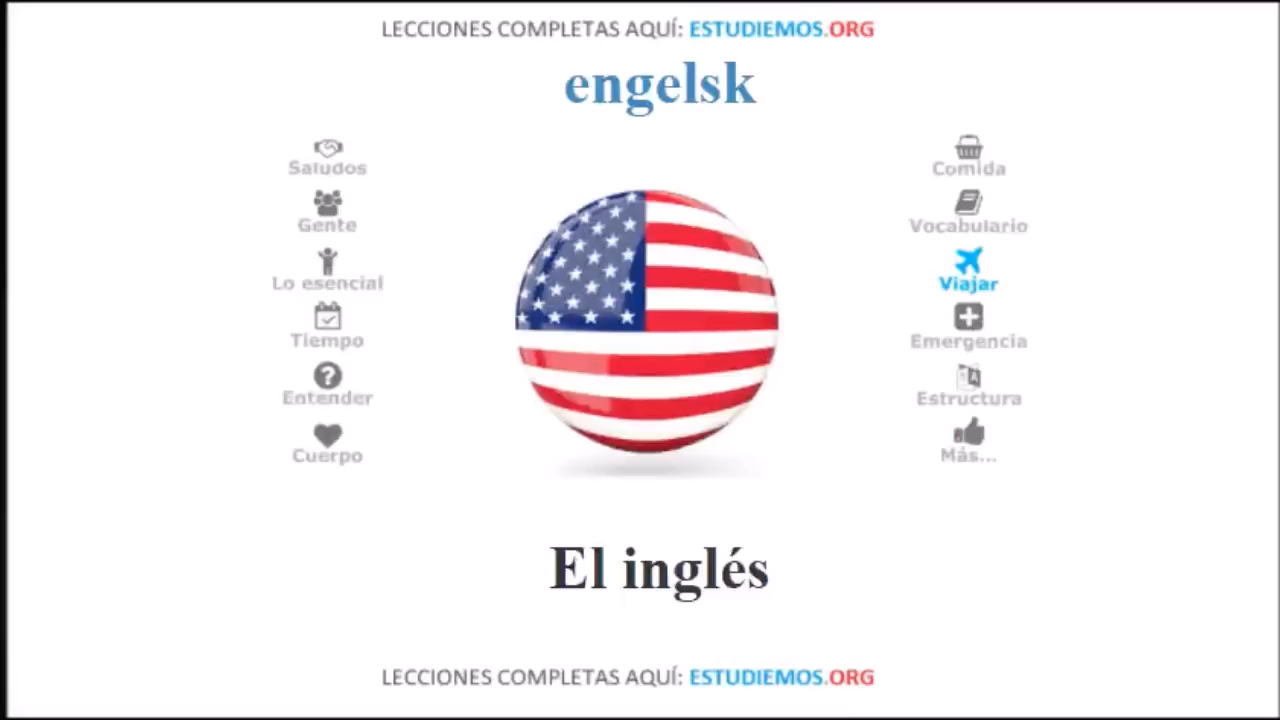 LECCIONES COMPLETAS AQUÍ: ESTUDIEMOS.ORG
engelsk
Saludos
Gente
Lo esencial
Tiempo
Entender
Cuerpo
Comida
Vocabulario
Viajar
Emergencia
Estructura
Más...
El inglés
LECCIONES COMPLETAS AQUÍ: ESTUDIEMOS.ORG